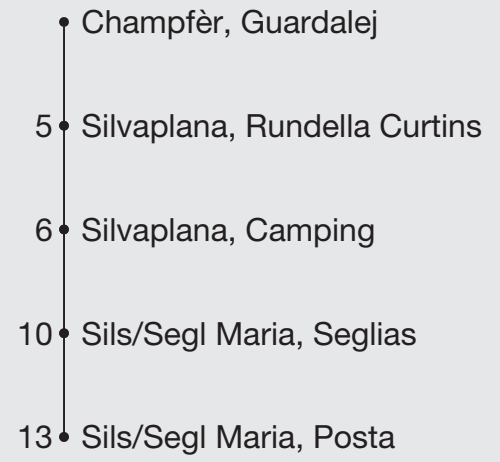 Champfèr, Guardalej
5 Silvaplana, Rundella Curtins
6 Silvaplana, Camping
10 Sils/Segl Maria, Seglias
13 Sils/Segl Maria, Posta